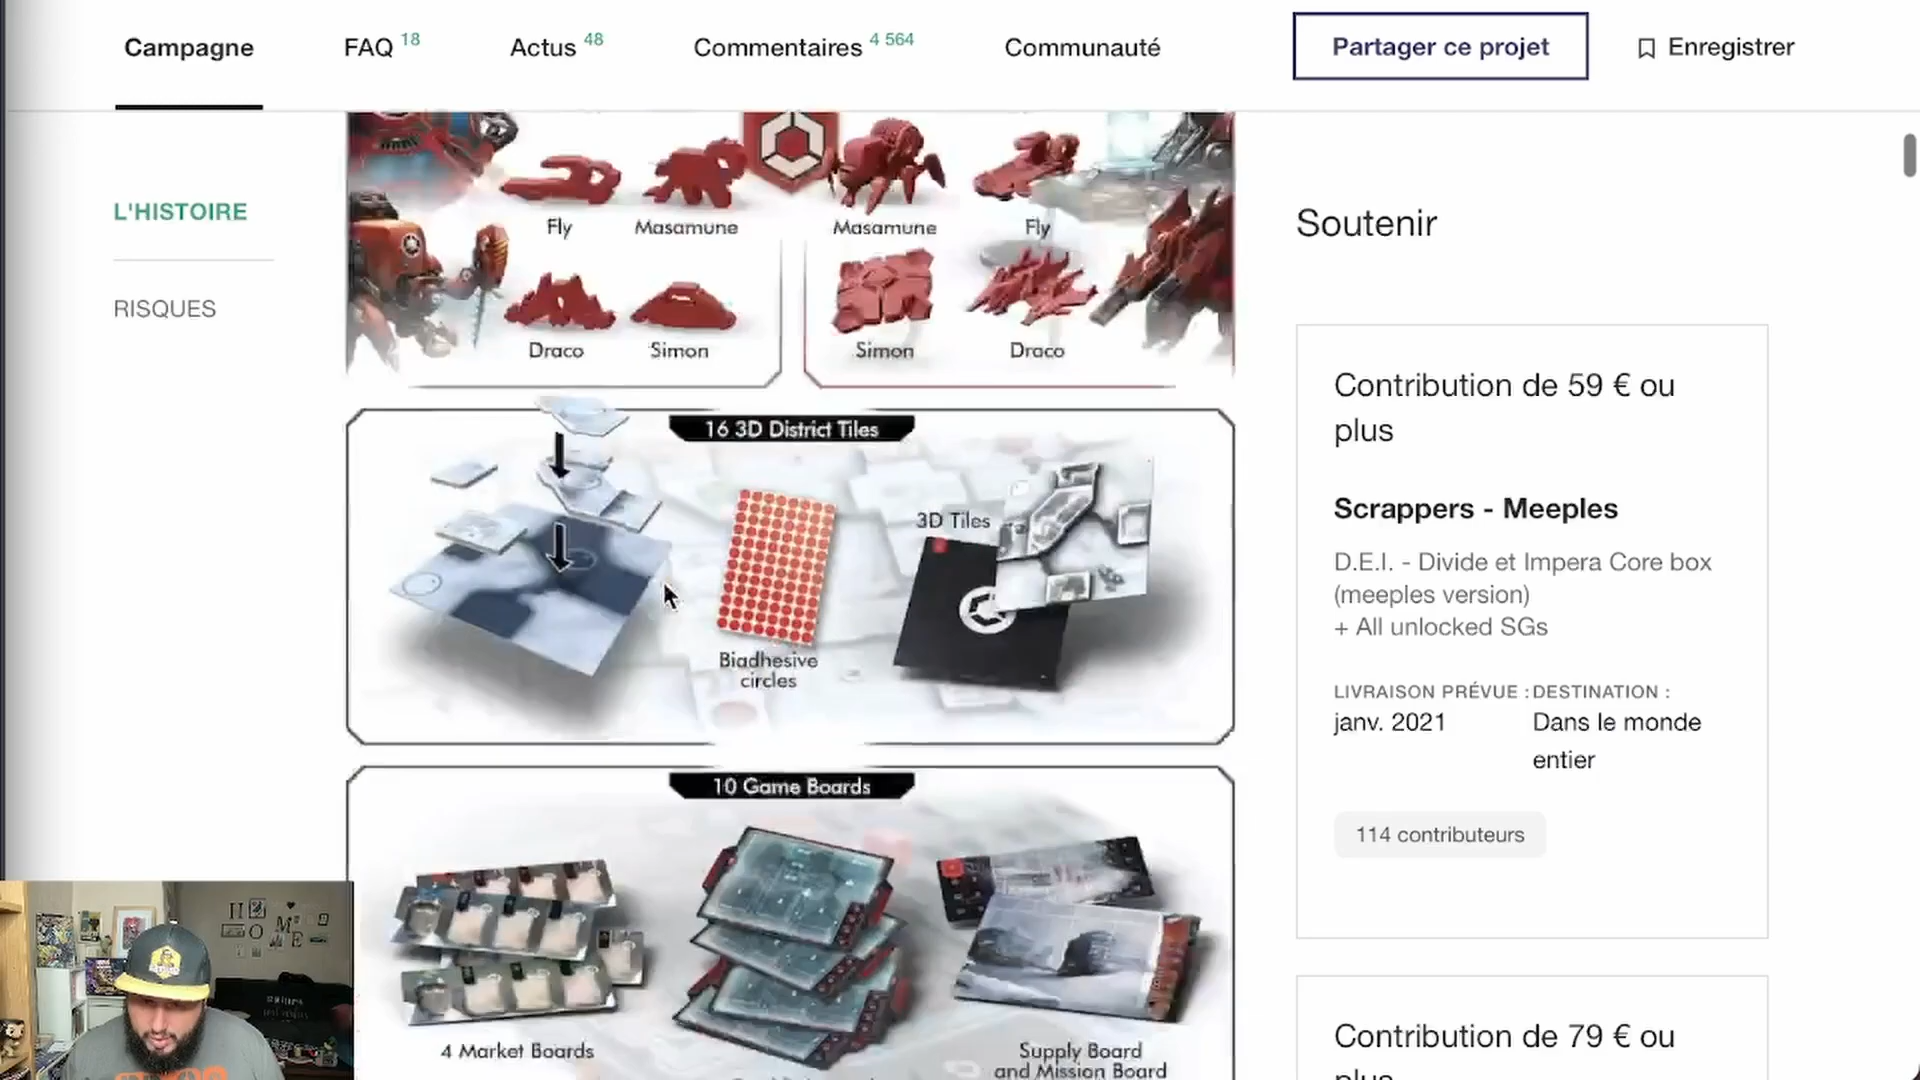 Campagne
FAQ 18
Actus 48
Commentaires 4 564
Communauté
Partager ce projet
Enregistrer
L'HISTOIRE
RISQUES
Fly
Masamune
Masamune
Fly
Draco
Simon
Simon
Draco
16 3D District Tiles
3D Tiles
Biadhesive
circles
10 Game Boards
4 Market Boards
Supply Board
and Mission Board
Soutenir
Contribution de 59 € ou
plus
Scrappers - Meeples
D.E.I. - Divide et Impera Core box
(meeples version)
+ All unlocked SGs
LIVRAISON PRÉVUE :
janv. 2021
DESTINATION :
Dans le monde
entier
114 contributeurs
Contribution de 79 € ou
plus
HOME